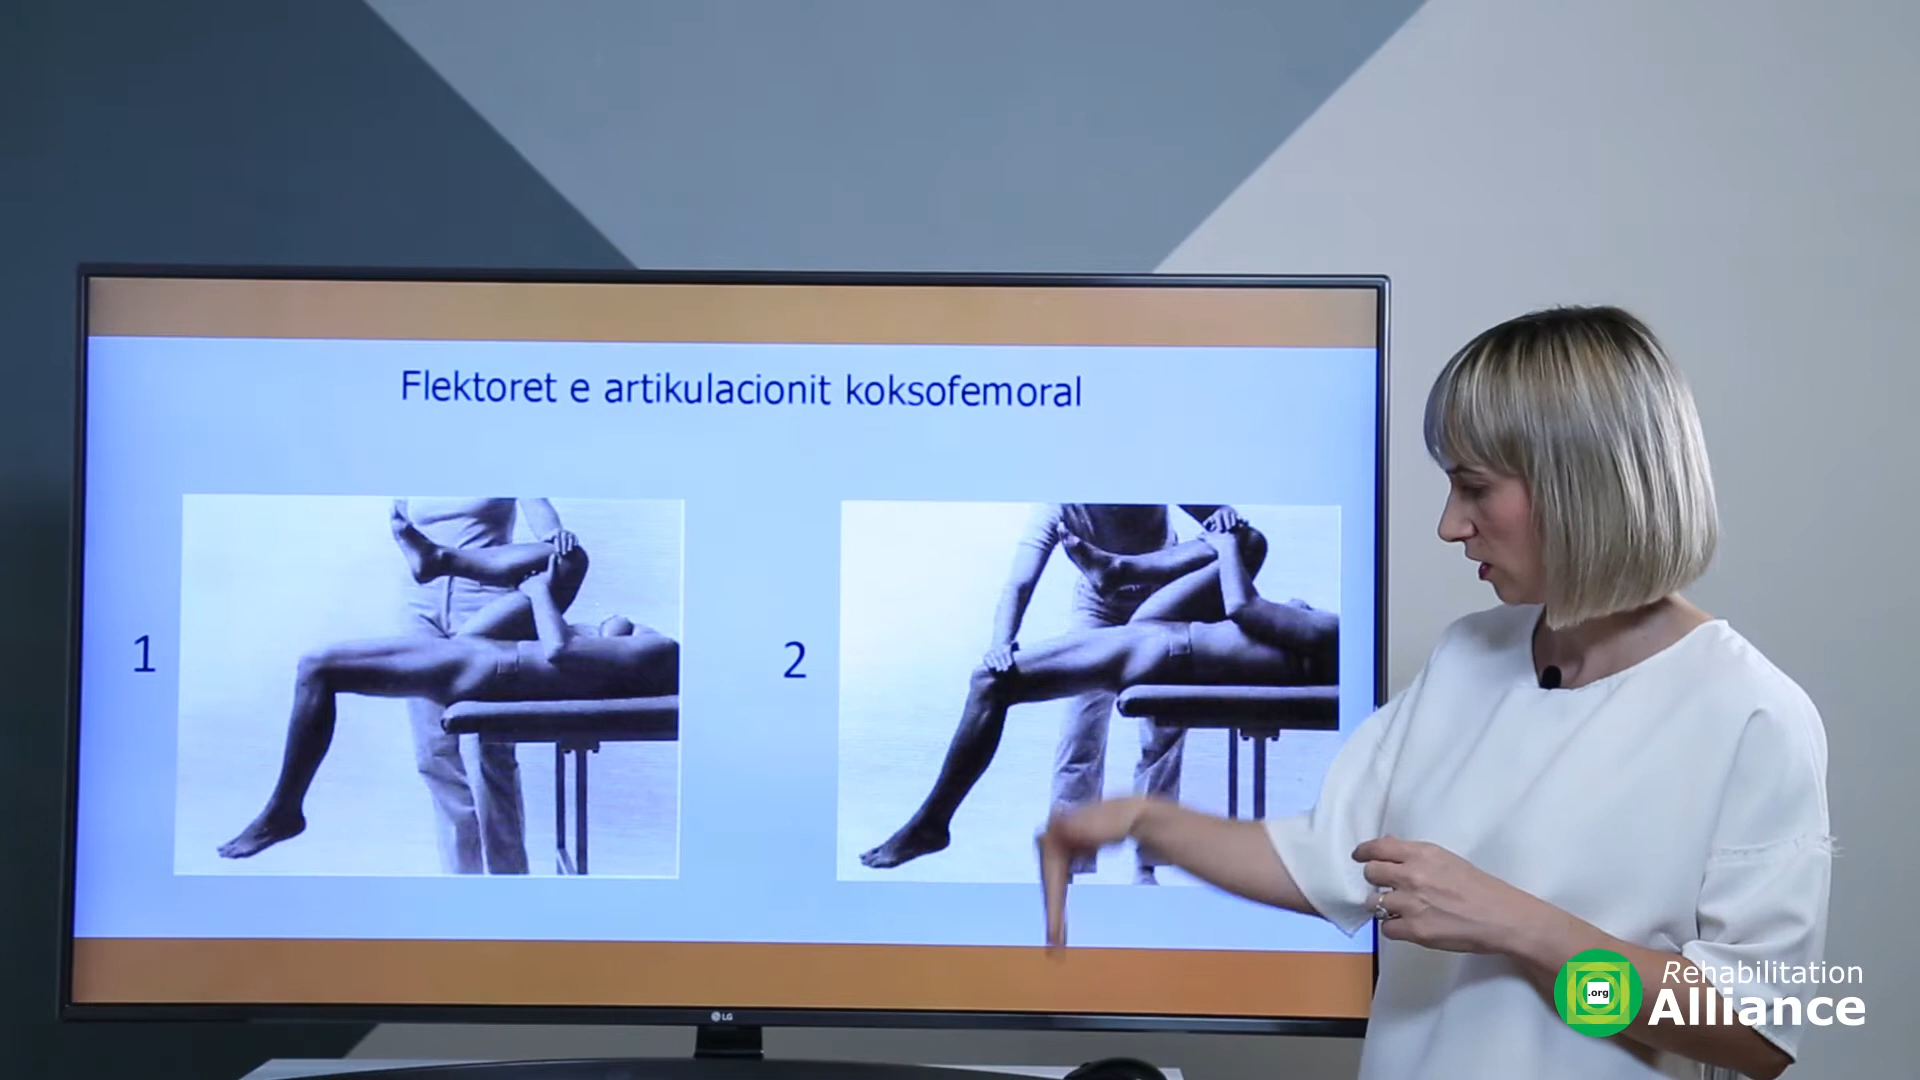 Flektoret e artikulacionit koksofemoral
1
2
LG
.org
Rehabilitation
Alliance